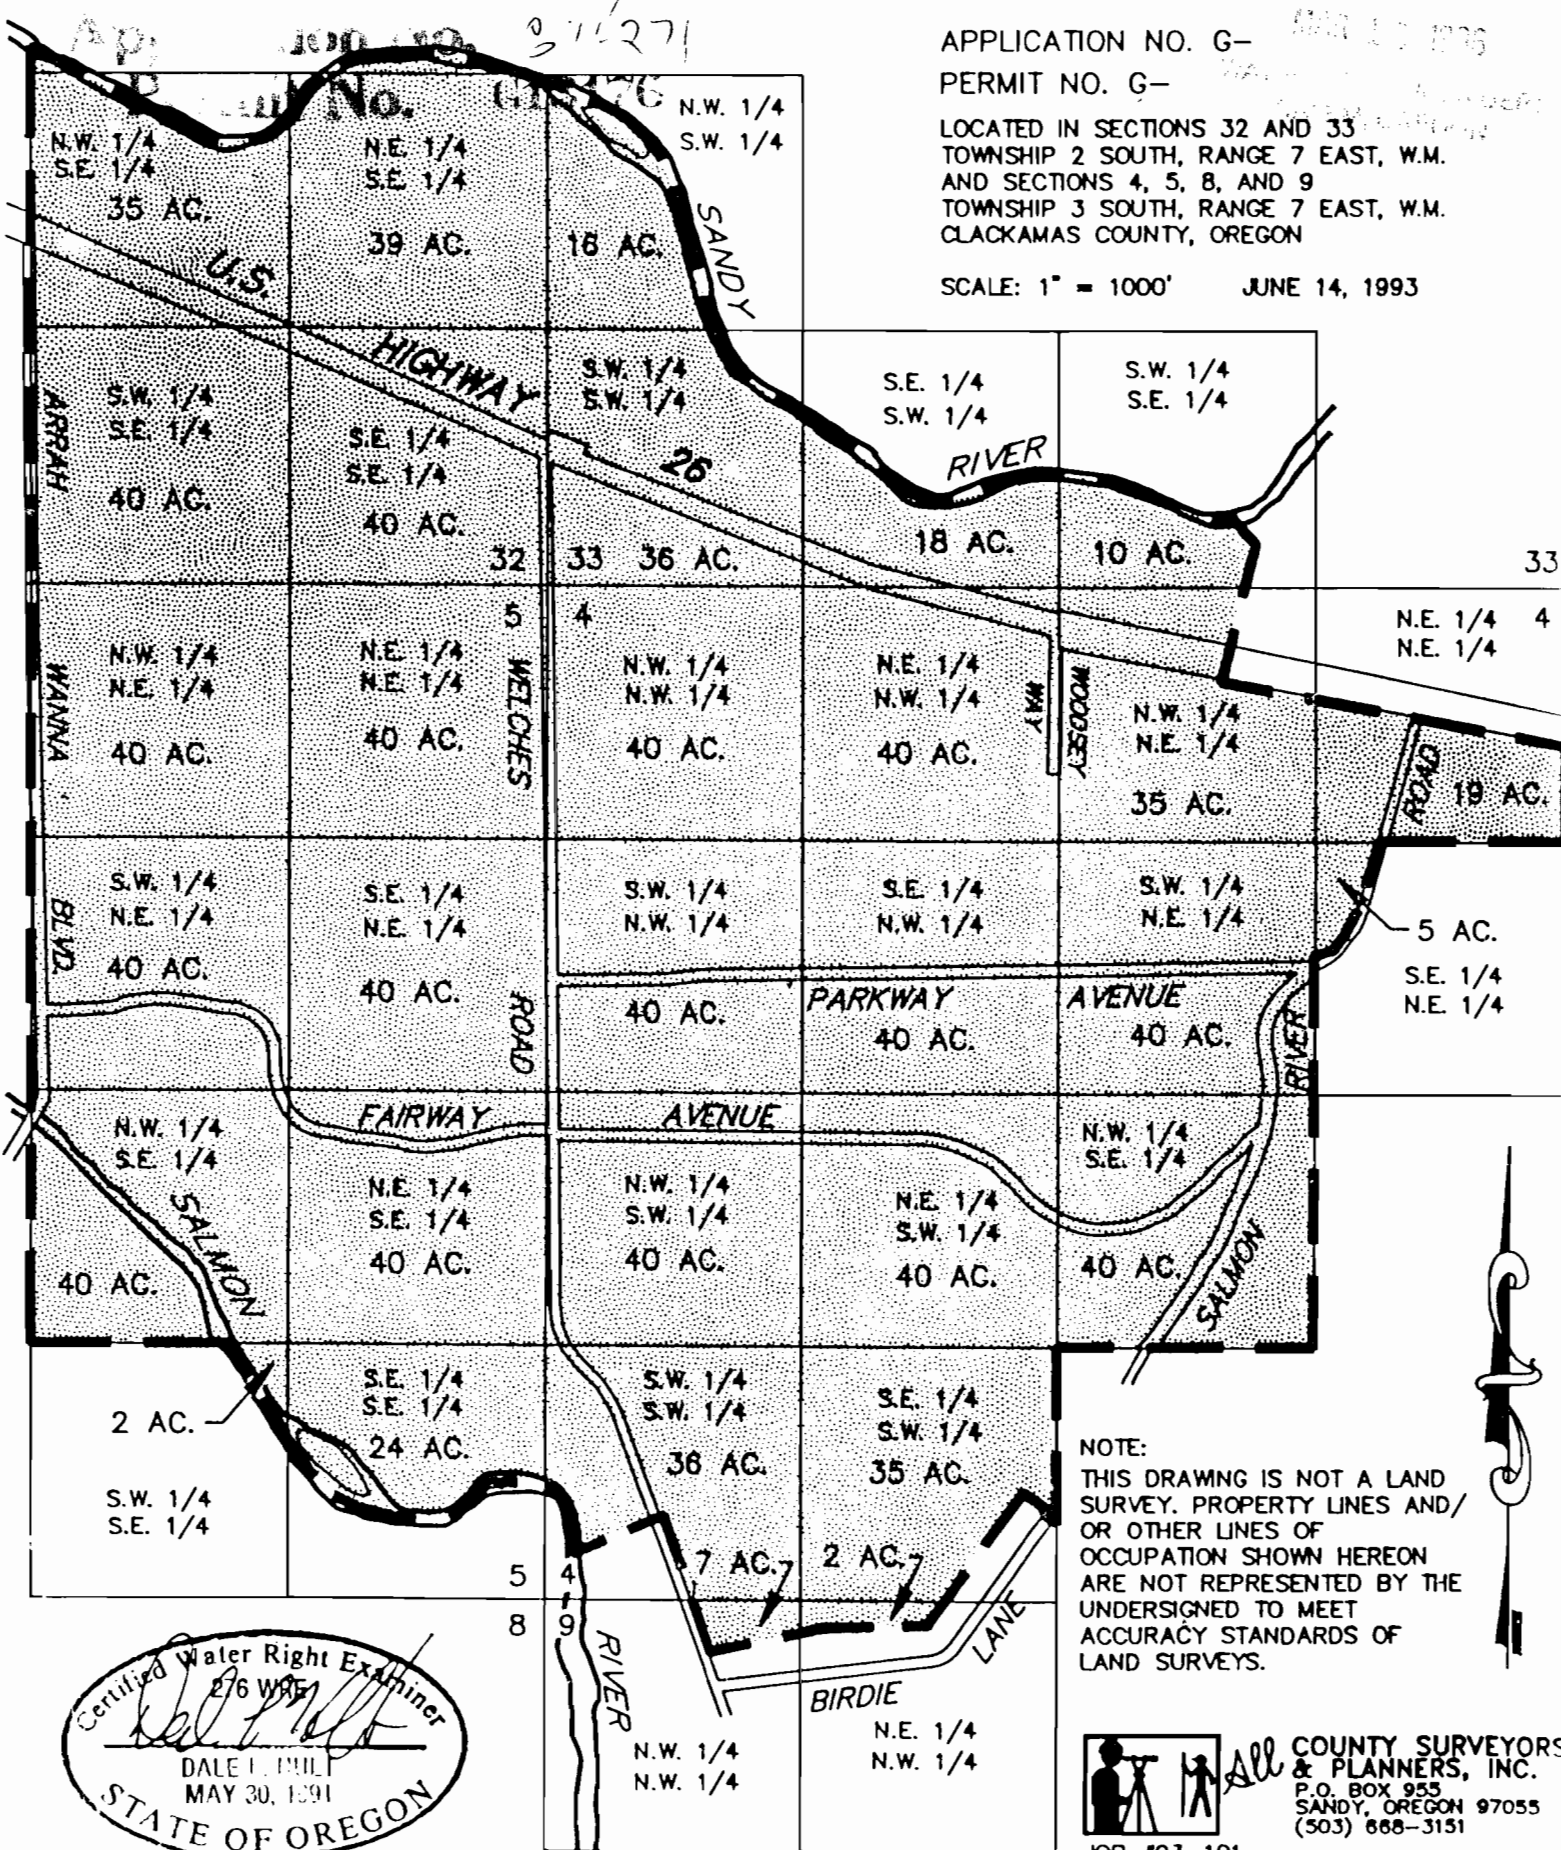 No.
APPLICATION NO. G-
PERMIT NO. G-
LOCATED IN SECTIONS 32 AND 33
TOWNSHIP 2 SOUTH, RANGE 7 EAST, W.M.
AND SECTIONS 4, 5, 8, AND 9
TOWNSHIP 3 SOUTH, RANGE 7 EAST, W.M.
CLACKAMAS COUNTY, OREGON
SCALE: 1" = 1000' JUNE 14, 1993
N.W. 1/4
S.E. 1/4
35 AC.
N.E. 1/4
S.E. 1/4
39 AC.
N.W. 1/4
S.W. 1/4
16 AC.
SANDY
RIVER
U.S.
HIGHWAY
26
ARRAH
WANNA
BLVD.
S.W. 1/4
S.E. 1/4
40 AC.
S.E. 1/4
S.E. 1/4
40 AC.
S.W. 1/4
S.W. 1/4
36 AC.
S.E. 1/4
S.W. 1/4
18 AC.
S.W. 1/4
S.E. 1/4
10 AC.
32
33
33
5
4
4
N.W. 1/4
N.E. 1/4
40 AC.
N.E. 1/4
N.E. 1/4
40 AC.
WELCHES
ROAD
N.W. 1/4
N.W. 1/4
40 AC.
N.E. 1/4
N.W. 1/4
40 AC.
WOODSEY
WAY
N.W. 1/4
N.E. 1/4
35 AC.
N.E. 1/4
N.E. 1/4
ROAD
19 AC.
S.W. 1/4
N.E. 1/4
40 AC.
S.E. 1/4
N.E. 1/4
40 AC.
S.W. 1/4
N.W. 1/4
40 AC.
S.E. 1/4
N.W. 1/4
40 AC.
S.W. 1/4
N.E. 1/4
40 AC.
5 AC.
S.E. 1/4
N.E. 1/4
PARKWAY AVENUE
RIVER
SALMON
FAIRWAY AVENUE
N.W. 1/4
S.E. 1/4
40 AC.
SALMON
N.E. 1/4
S.E. 1/4
40 AC.
N.W. 1/4
S.W. 1/4
40 AC.
N.E. 1/4
S.W. 1/4
40 AC.
N.W. 1/4
S.E. 1/4
40 AC.
2 AC.
S.W. 1/4
S.E. 1/4
S.E. 1/4
S.E. 1/4
24 AC.
S.W. 1/4
S.W. 1/4
36 AC.
S.E. 1/4
S.W. 1/4
35 AC.
7 AC.
2 AC.
5
4
8
9
RIVER
BIRDIE
LANE
N.W. 1/4
N.W. 1/4
N.E. 1/4
N.W. 1/4
NOTE:
THIS DRAWING IS NOT A LAND
SURVEY. PROPERTY LINES AND/
OR OTHER LINES OF
OCCUPATION SHOWN HEREON
ARE NOT REPRESENTED BY THE
UNDERSIGNED TO MEET
ACCURACY STANDARDS OF
LAND SURVEYS.
Certified Water Right Examiner
276 WRE
DALE
MAY 30, 1991
STATE OF OREGON
All COUNTY SURVEYORS
& PLANNERS, INC.
P.O. BOX 955
SANDY, OREGON 97055
(503) 668-3151